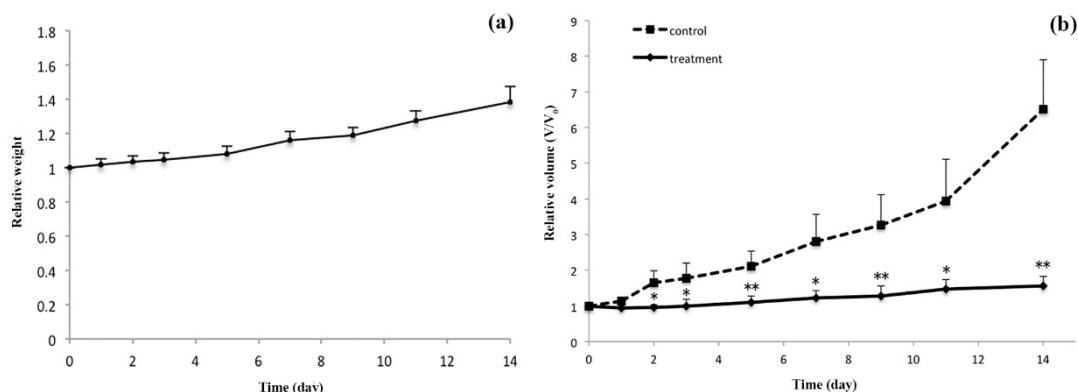 (a)
1.8
1.6
1.4
1.2
1
0.8
0.6
0.4
0.2
0
Relative weight
0 2 4 6 8 10 12 14
Time (day)
(b)
control
treatment
9
8
7
6
5
4
3
2
1
0
Relative volume (V/V₀)
* * ** * ** * **
0 2 4 6 8 10 12 14
Time (day)